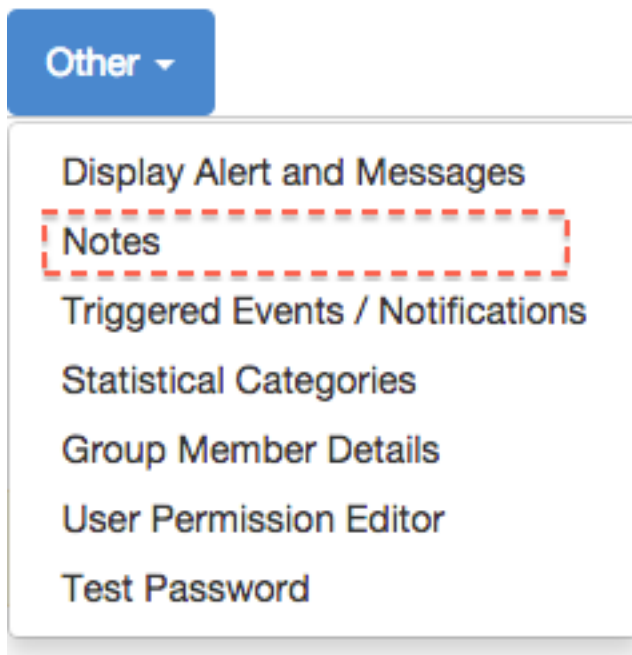 Other
Display Alert and Messages
Notes
Triggered Events / Notifications
Statistical Categories
Group Member Details
User Permission Editor
Test Password